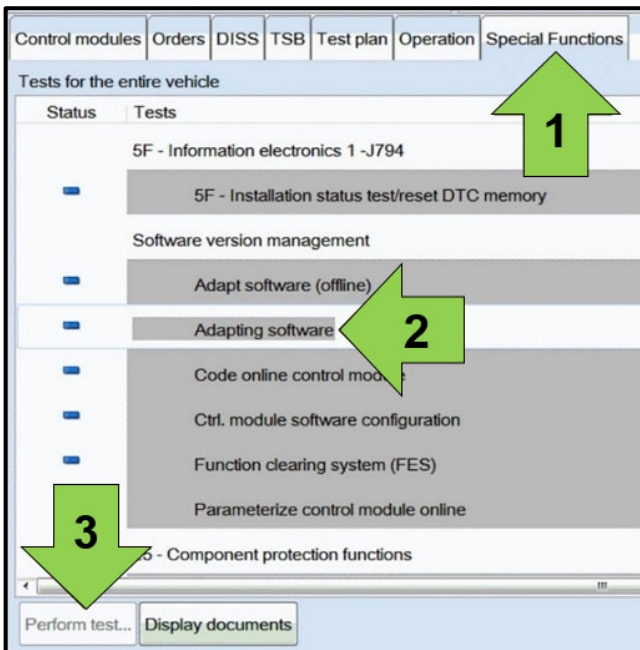 Control modules Orders DISS TSB Test plan Operation Special Functions
Tests for the entire vehicle
Status Tests
1
5F - Information electronics 1 -J794
5F - Installation status test/reset DTC memory
Software version management
Adapt software (offline)
Adapting software
2
Code online control module
Ctrl. module software configuration
Function clearing system (FES)
Parameterize control module online
3
- Component protection functions
Perform test... Display documents